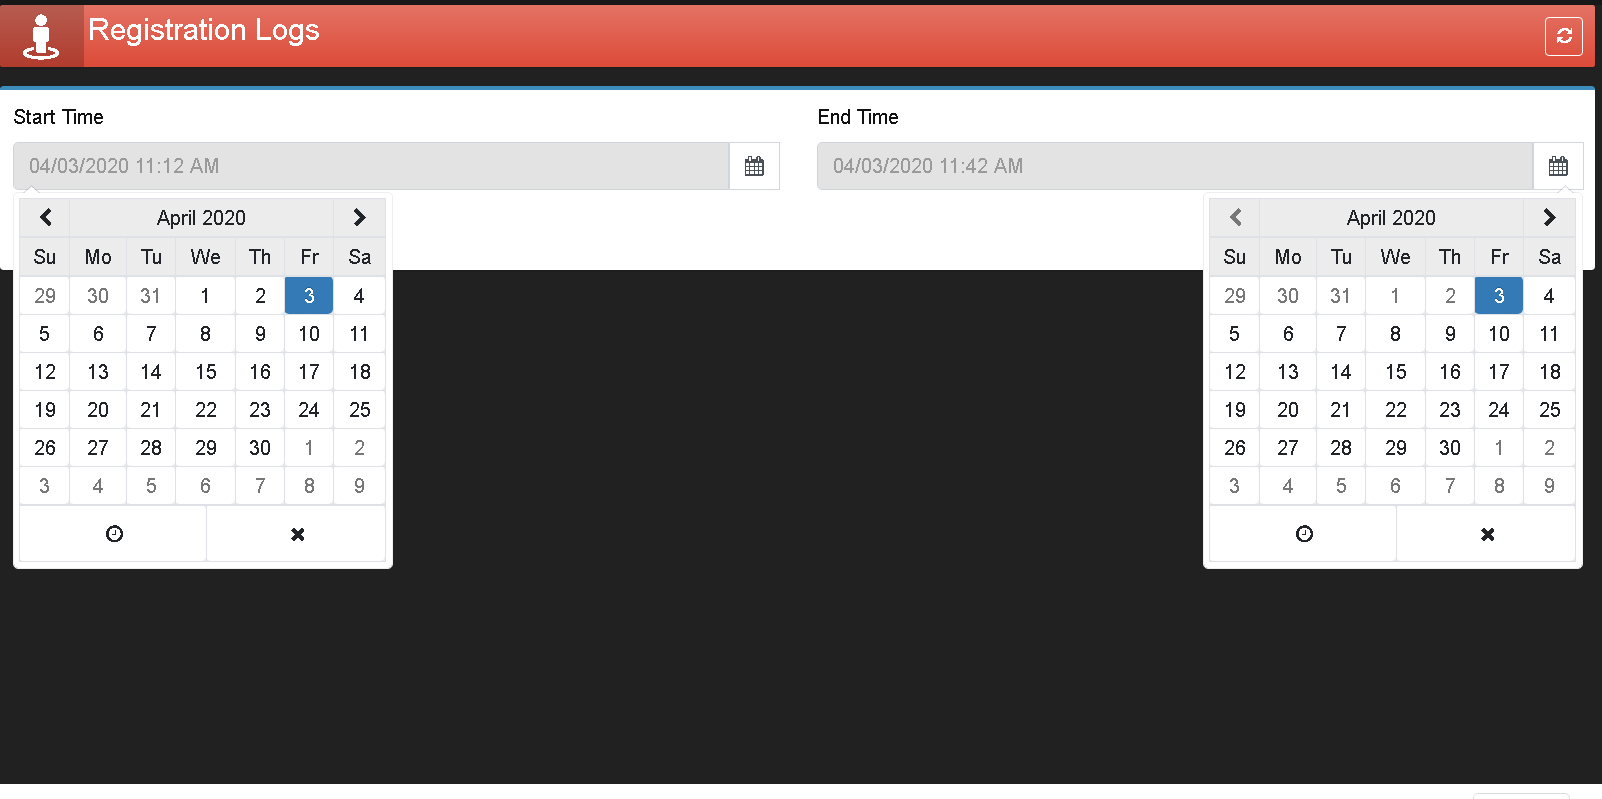 Registration Logs
Start Time
End Time
04/03/2020 11:12 AM
04/03/2020 11:42 AM
April 2020
Su Mo Tu We Th Fr Sa
29 30 31 1 2 3 4
5 6 7 8 9 10 11
12 13 14 15 16 17 18
19 20 21 22 23 24 25
26 27 28 29 30 1 2
3 4 5 6 7 8 9
April 2020
Su Mo Tu We Th Fr Sa
29 30 31 1 2 3 4
5 6 7 8 9 10 11
12 13 14 15 16 17 18
19 20 21 22 23 24 25
26 27 28 29 30 1 2
3 4 5 6 7 8 9